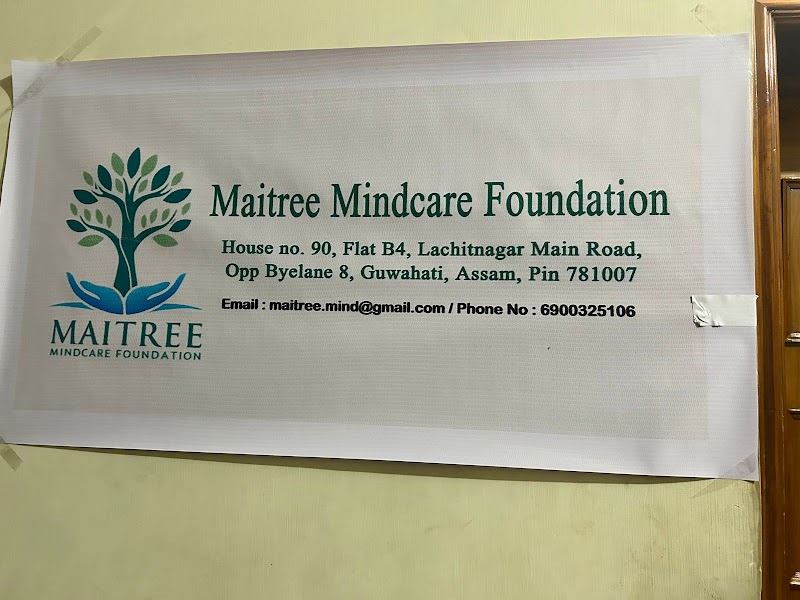 Maitree Mindcare Foundation
House no. 90, Flat B4, Lachitnagar Main Road,
Opp Byelane 8, Guwahati, Assam, Pin 781007
Email : maitree.mind@gmail.com / Phone No : 6900325106
MAITREE
MINDCARE FOUNDATION